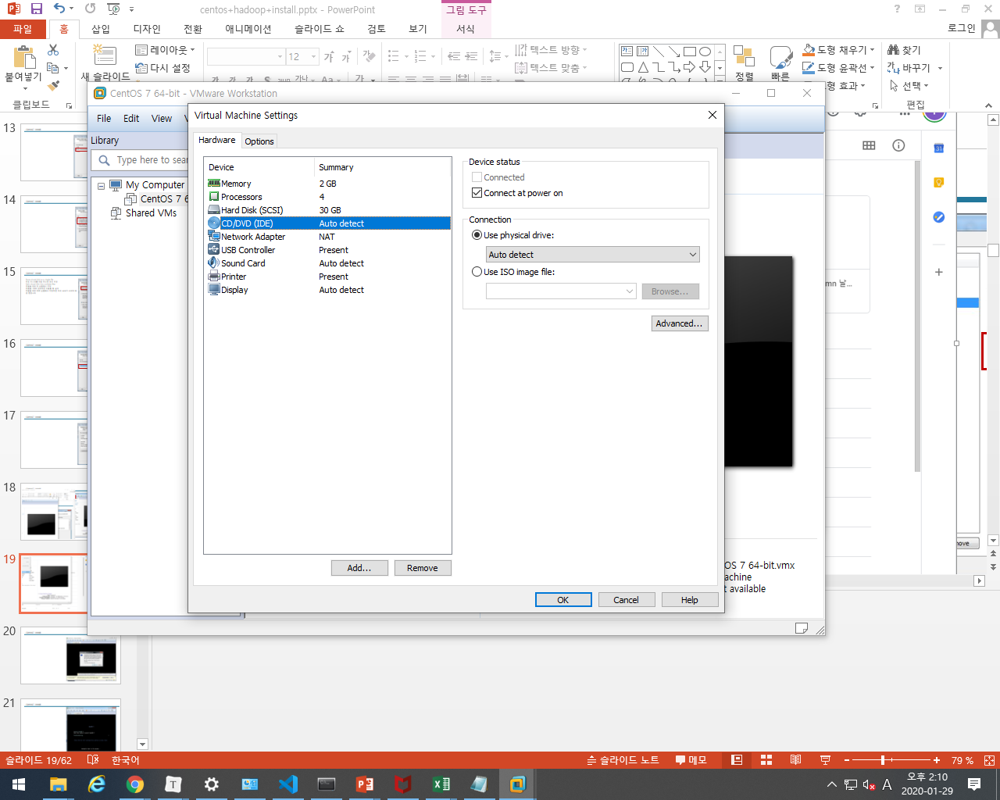 centos+hadoop+install.pptx - PowerPoint
그림 도구
?
파일
홈
삽입
디자인
전환
애니메이션
슬라이드 쇼
검토
보기
서식
로그인
붙여넣기
새 슬라이드
레이아웃
다시 설정
12
텍스트 방향
텍스트 맞춤
정렬
빠른
도형 채우기
도형 윤곽선
형 효과
찾기
바꾸기
선택
클립보드
편집
CentOS 7 64-bit - VMware Workstation
File
Edit
View
Library
Type here to sear
My Computer
CentOS 7 6
Shared VMs
Virtual Machine Settings
Hardware
Options
Device
Summary
Memory
2 GB
Processors
4
Hard Disk (SCSI)
30 GB
CD/DVD (IDE)
Auto detect
Network Adapter
NAT
USB Controller
Present
Sound Card
Auto detect
Printer
Present
Display
Auto detect
Add...
Remove
Device status
Connected
Connect at power on
Connection
Use physical drive:
Auto detect
Use ISO image file:
Browse...
Advanced...
OK
Cancel
Help
OS 7 64-bit.vmx
achine
t available
mn 날...
nove
13
14
15
16
17
18
19
20
21
슬라이드 19/62
한국어
슬라이드 노트
메모
79 %
A
오후 2:10
2020-01-29